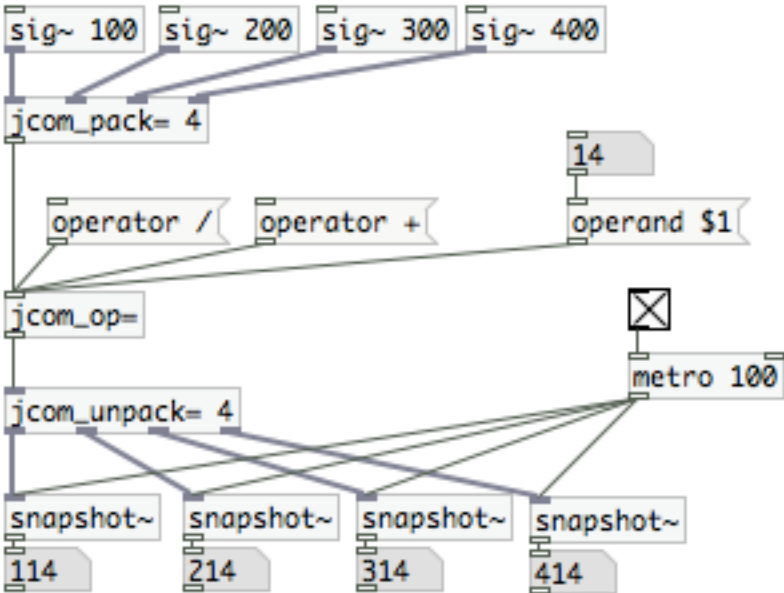 sig~ 100 sig~ 200 sig~ 300 sig~ 400
jcom_pack= 4
14
operator / operator + operand $1
jcom_op=
metro 100
jcom_unpack= 4
snapshot~ snapshot~ snapshot~ snapshot~
114 214 314 414